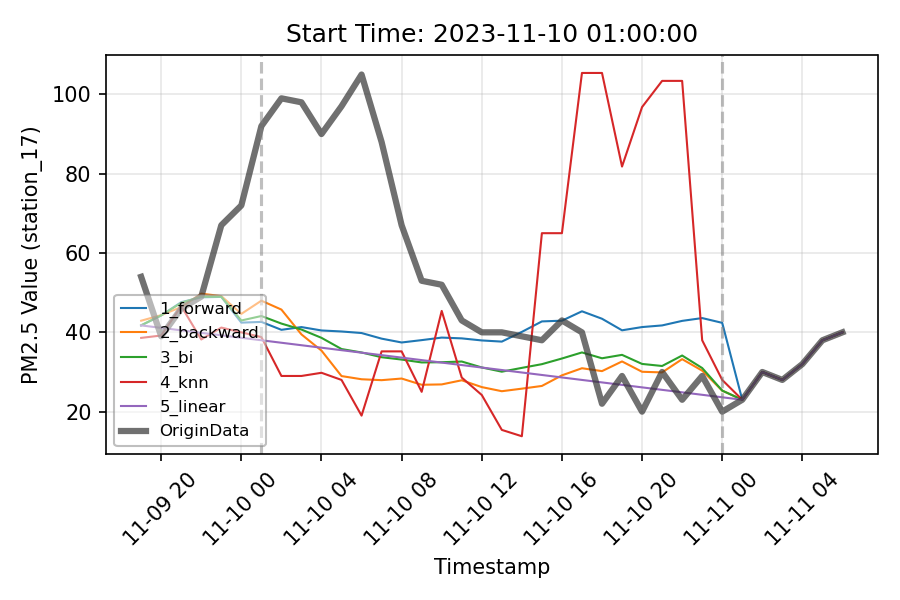 Start Time: 2023-11-10 01:00:00
PM2.5 Value (station_17)
100
80
60
40
20
1_forward
2_backward
3_bi
4_knn
5_linear
OriginData
11-09 20
11-10 00
11-10 04
11-10 08
11-10 12
11-10 16
11-10 20
11-11 00
11-11 04
Timestamp